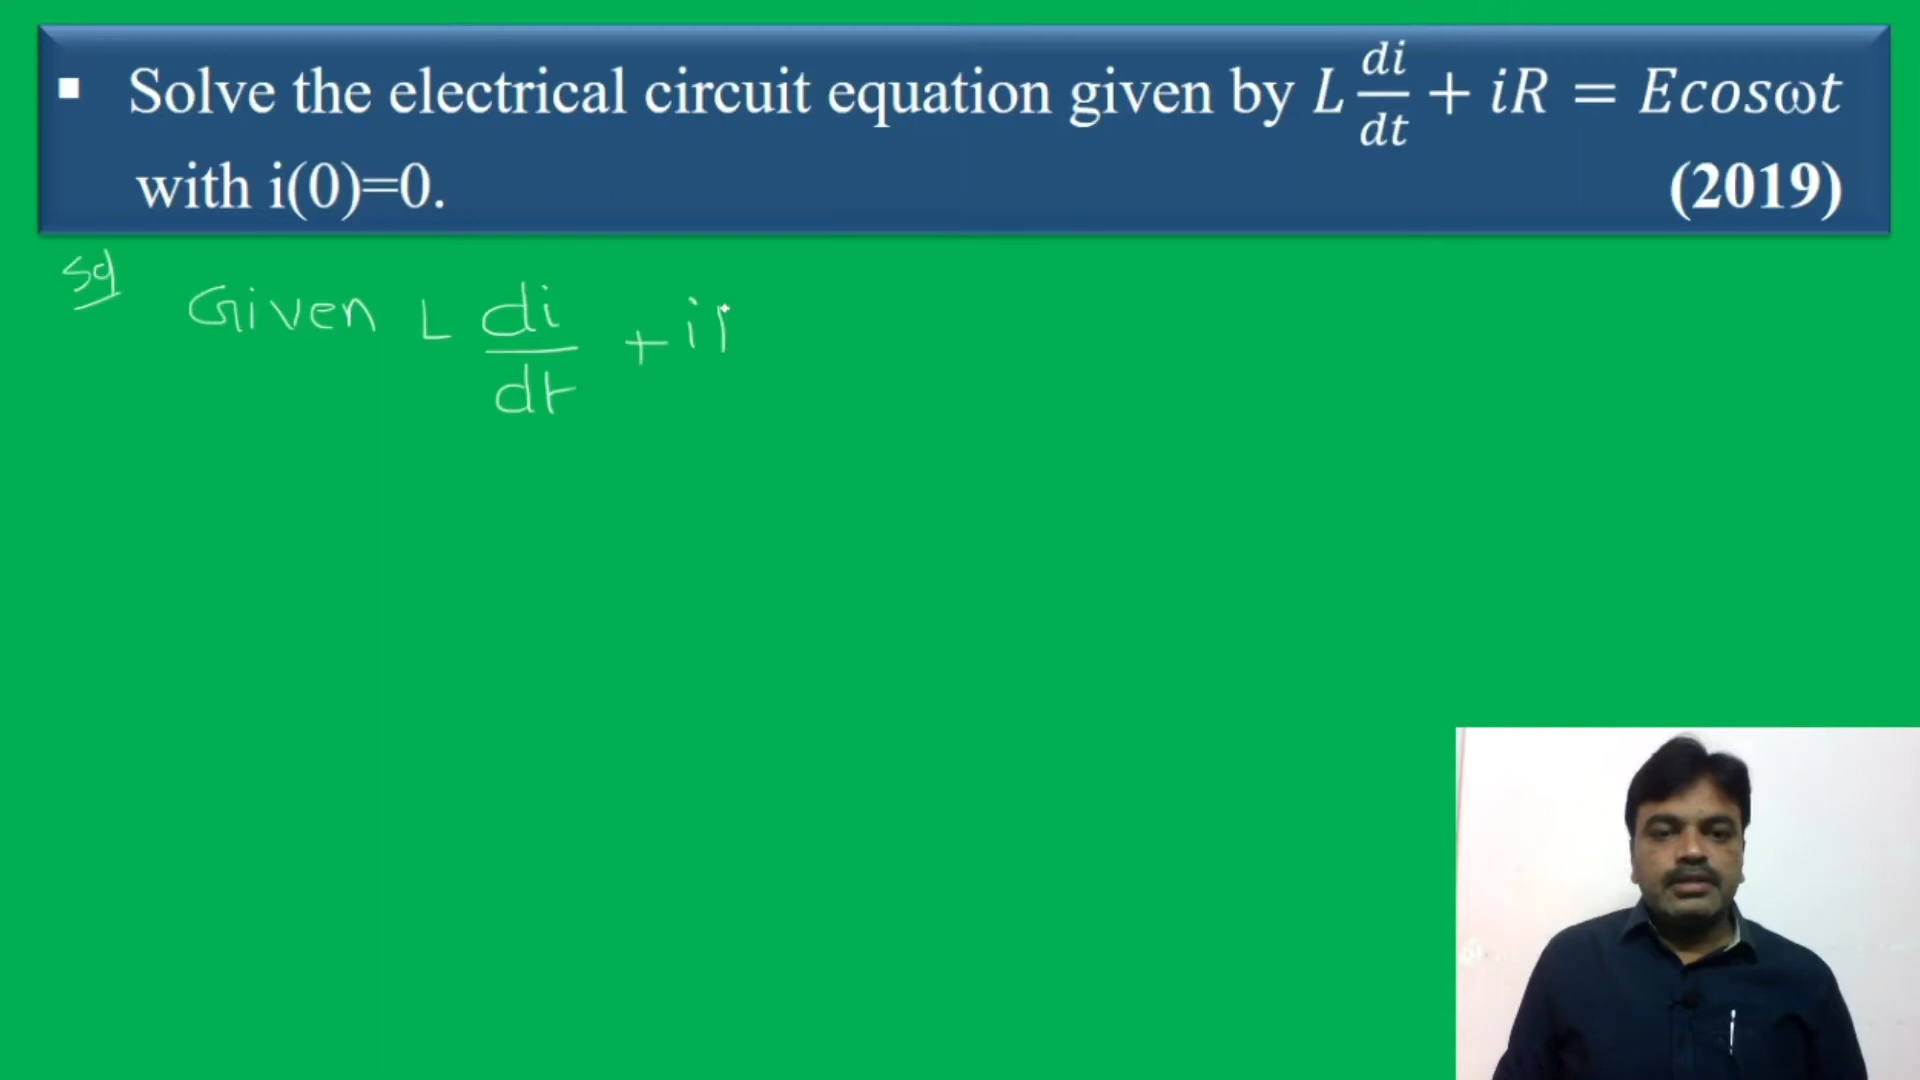 ▪ Solve the electrical circuit equation given by L di/dt + iR = Ecosωt
with i(0)=0. (2019)
Sol
Given L di/dt + i